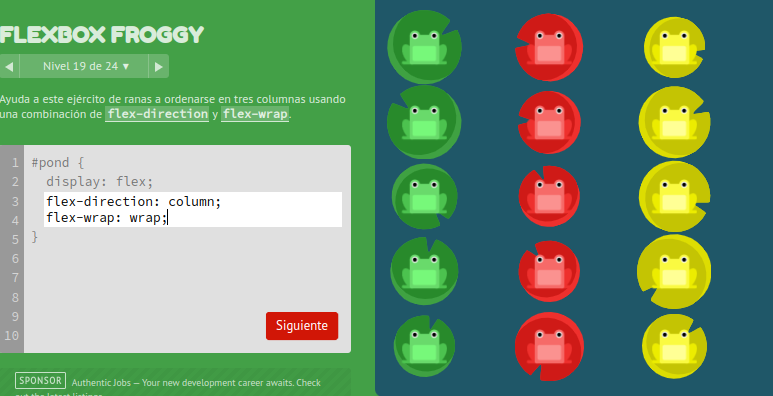 FLEXBOX FROGGY
Nivel 19 de 24 ▾
Ayuda a este ejército de ranas a ordenarse en tres columnas usando
una combinación de flex-direction y flex-wrap.
1 #pond {
2 display: flex;
3 flex-direction: column;
4 flex-wrap: wrap;
5 }
6
7
8
9
10
Siguiente
SPONSOR Authentic Jobs — Your new development career awaits. Check